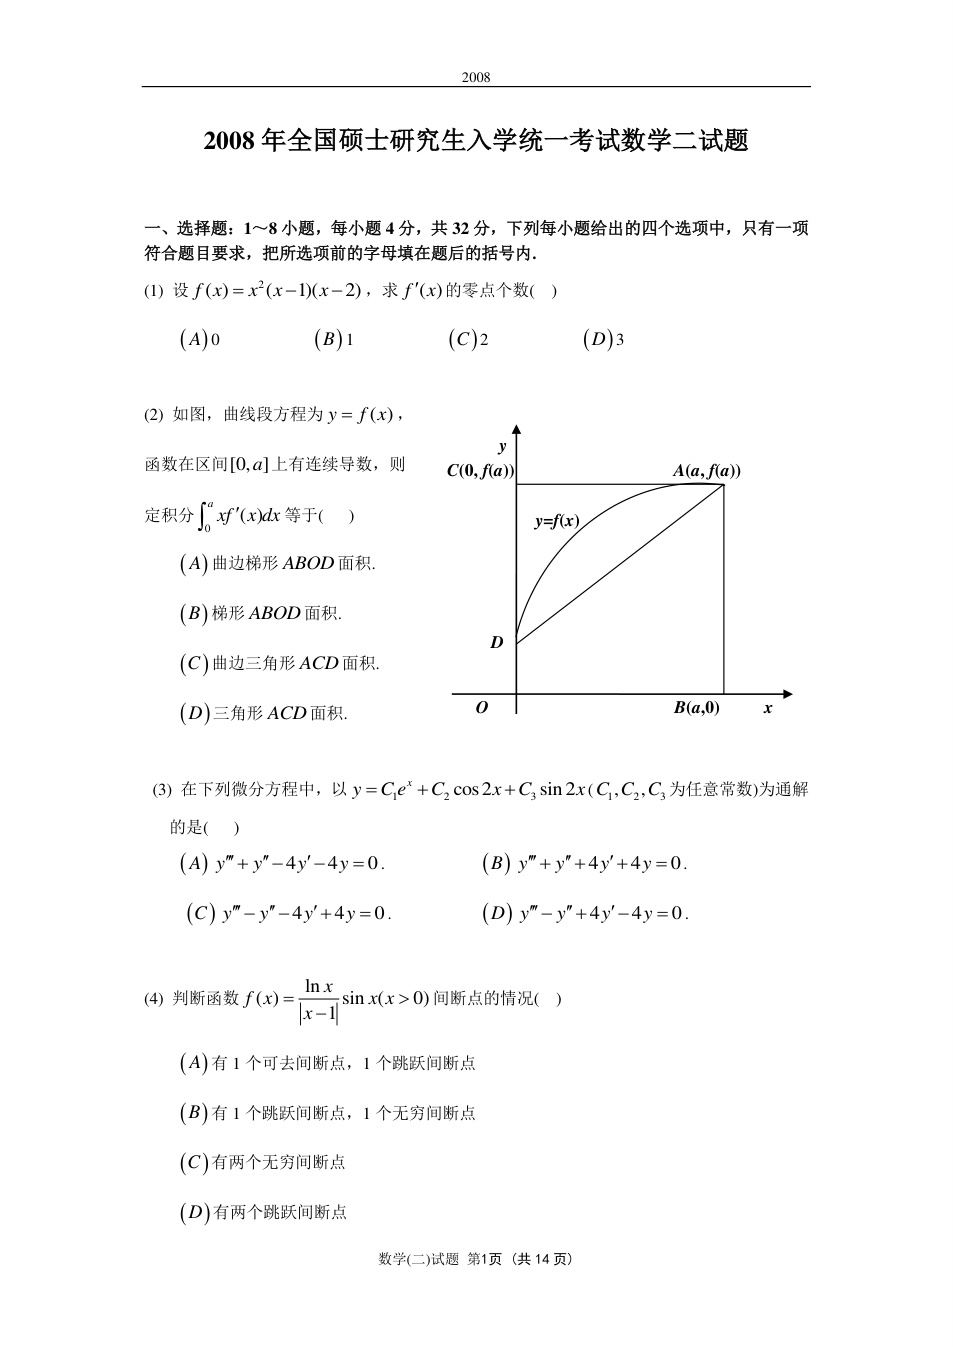 2008
2008 年全国硕士研究生入学统一考试数学二试题
一、选择题：1～8 小题，每小题 4 分，共 32 分，下列每小题给出的四个选项中，只有一项
符合题目要求，把所选项前的字母填在题后的括号内.
(1) 设 f(x) = x²(x−1)(x−2)，求 f′(x)的零点个数( )
(A) 0 (B) 1 (C) 2 (D) 3
(2) 如图，曲线段方程为 y = f(x)，
函数在区间[0, a]上有连续导数，则
定积分 ∫₀ᵃ xf′(x)dx 等于( )
(A) 曲边梯形 ABOD 面积.
(B) 梯形 ABOD 面积.
(C) 曲边三角形 ACD 面积.
(D) 三角形 ACD 面积.
y
C(0, f(a)) A(a, f(a))
y=f(x)
D
O B(a,0) x
(3) 在下列微分方程中，以 y = C₁eˣ + C₂ cos 2x + C₃ sin 2x ( C₁, C₂, C₃ 为任意常数)为通解
的是( )
(A) y‴ + y″ − 4y′ − 4y = 0. (B) y‴ + y″ + 4y′ + 4y = 0.
(C) y‴ − y″ − 4y′ + 4y = 0. (D) y‴ − y″ + 4y′ − 4y = 0.
(4) 判断函数 f(x) = ln x / |x−1| sin x(x > 0) 间断点的情况( )
(A) 有 1 个可去间断点，1 个跳跃间断点
(B) 有 1 个跳跃间断点，1 个无穷间断点
(C) 有两个无穷间断点
(D) 有两个跳跃间断点
数学(二)试题 第1页 (共 14 页)